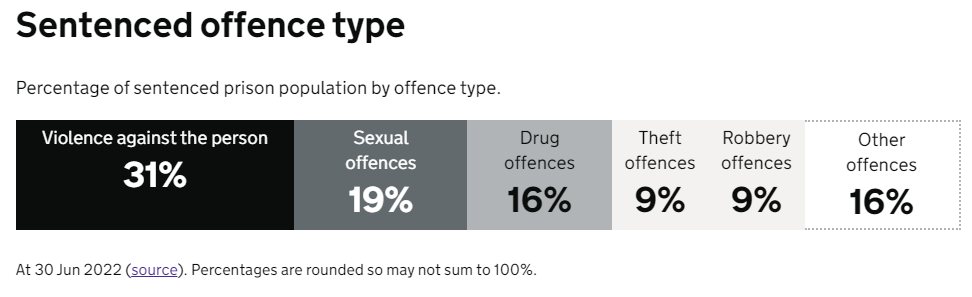 Sentenced offence type
Percentage of sentenced prison population by offence type.
Violence against the person
31%
Sexual
offences
19%
Drug
offences
16%
Theft
offences
9%
Robbery
offences
9%
Other
offences
16%
At 30 Jun 2022 (source). Percentages are rounded so may not sum to 100%.